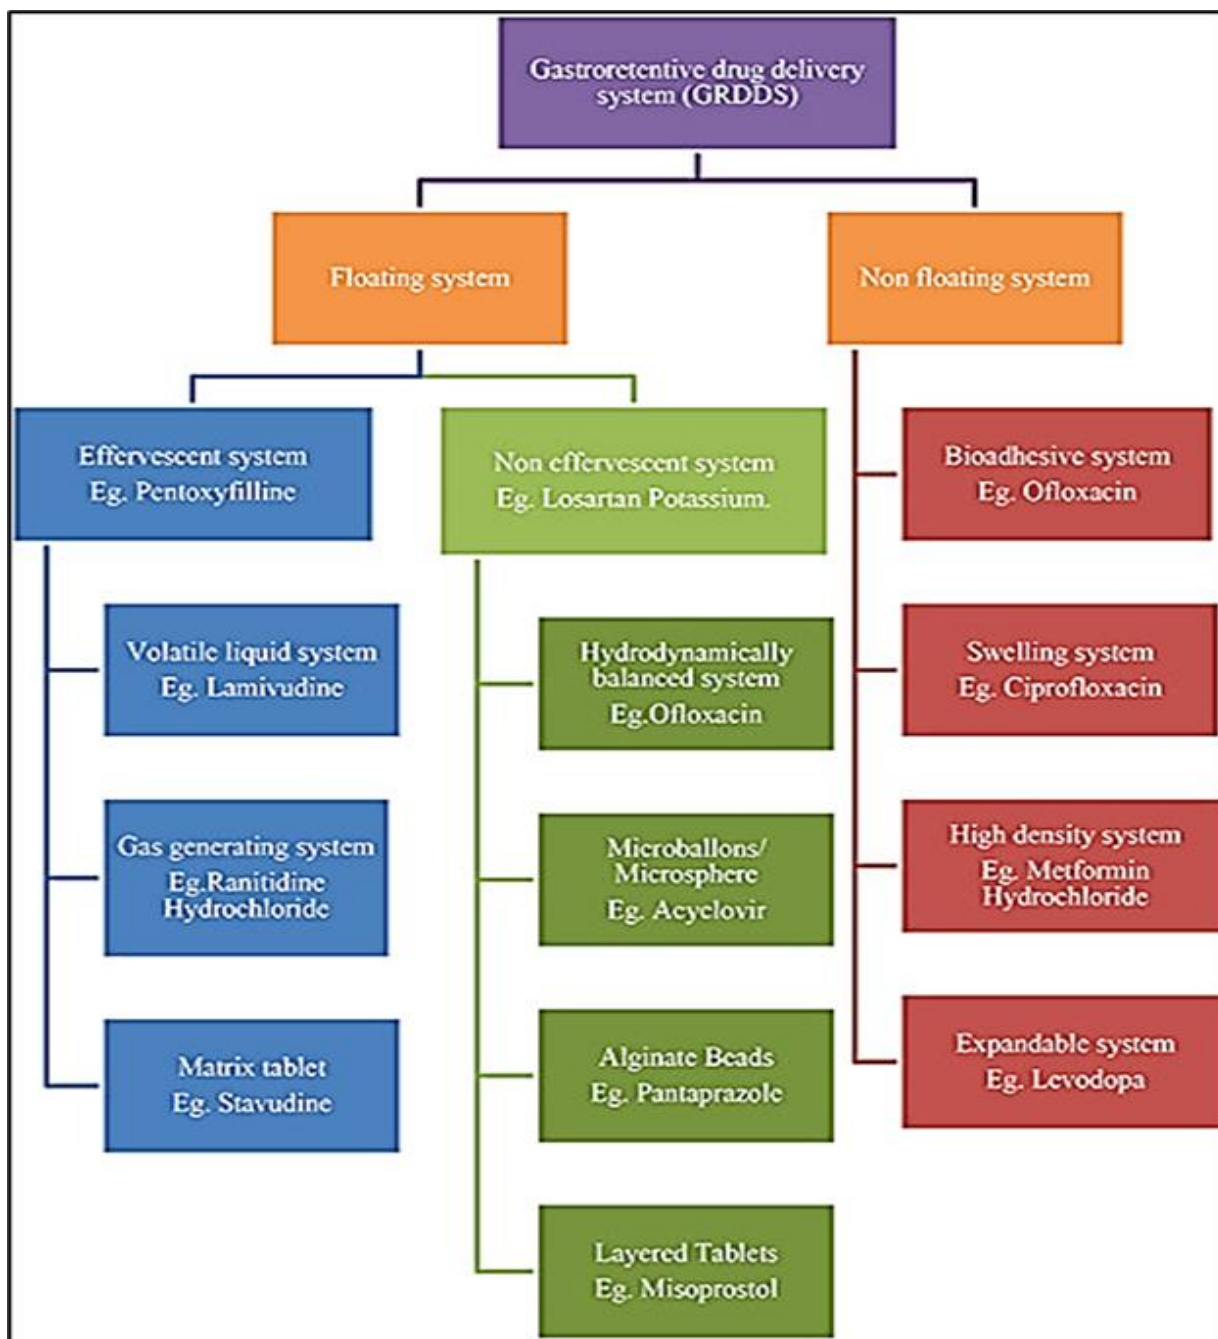 Gastroretentive drug delivery
system (GRDDS)
Floating system
Non floating system
Effervescent system
Eg. Pentoxyfilline
Non effervescent system
Eg. Losartan Potassium.
Bioadhesive system
Eg. Ofloxacin
Volatile liquid system
Eg. Lamivudine
Hydrodynamically
balanced system
Eg.Ofloxacin
Swelling system
Eg. Ciprofloxacin
Gas generating system
Eg.Ranitidine
Hydrochloride
Microballons/
Microsphere
Eg. Acyclovir
High density system
Eg. Metformin
Hydrochloride
Matrix tablet
Eg. Stavudine
Alginate Beads
Eg. Pantaprazole
Expandable system
Eg. Levodopa
Layered Tablets
Eg. Misoprostol